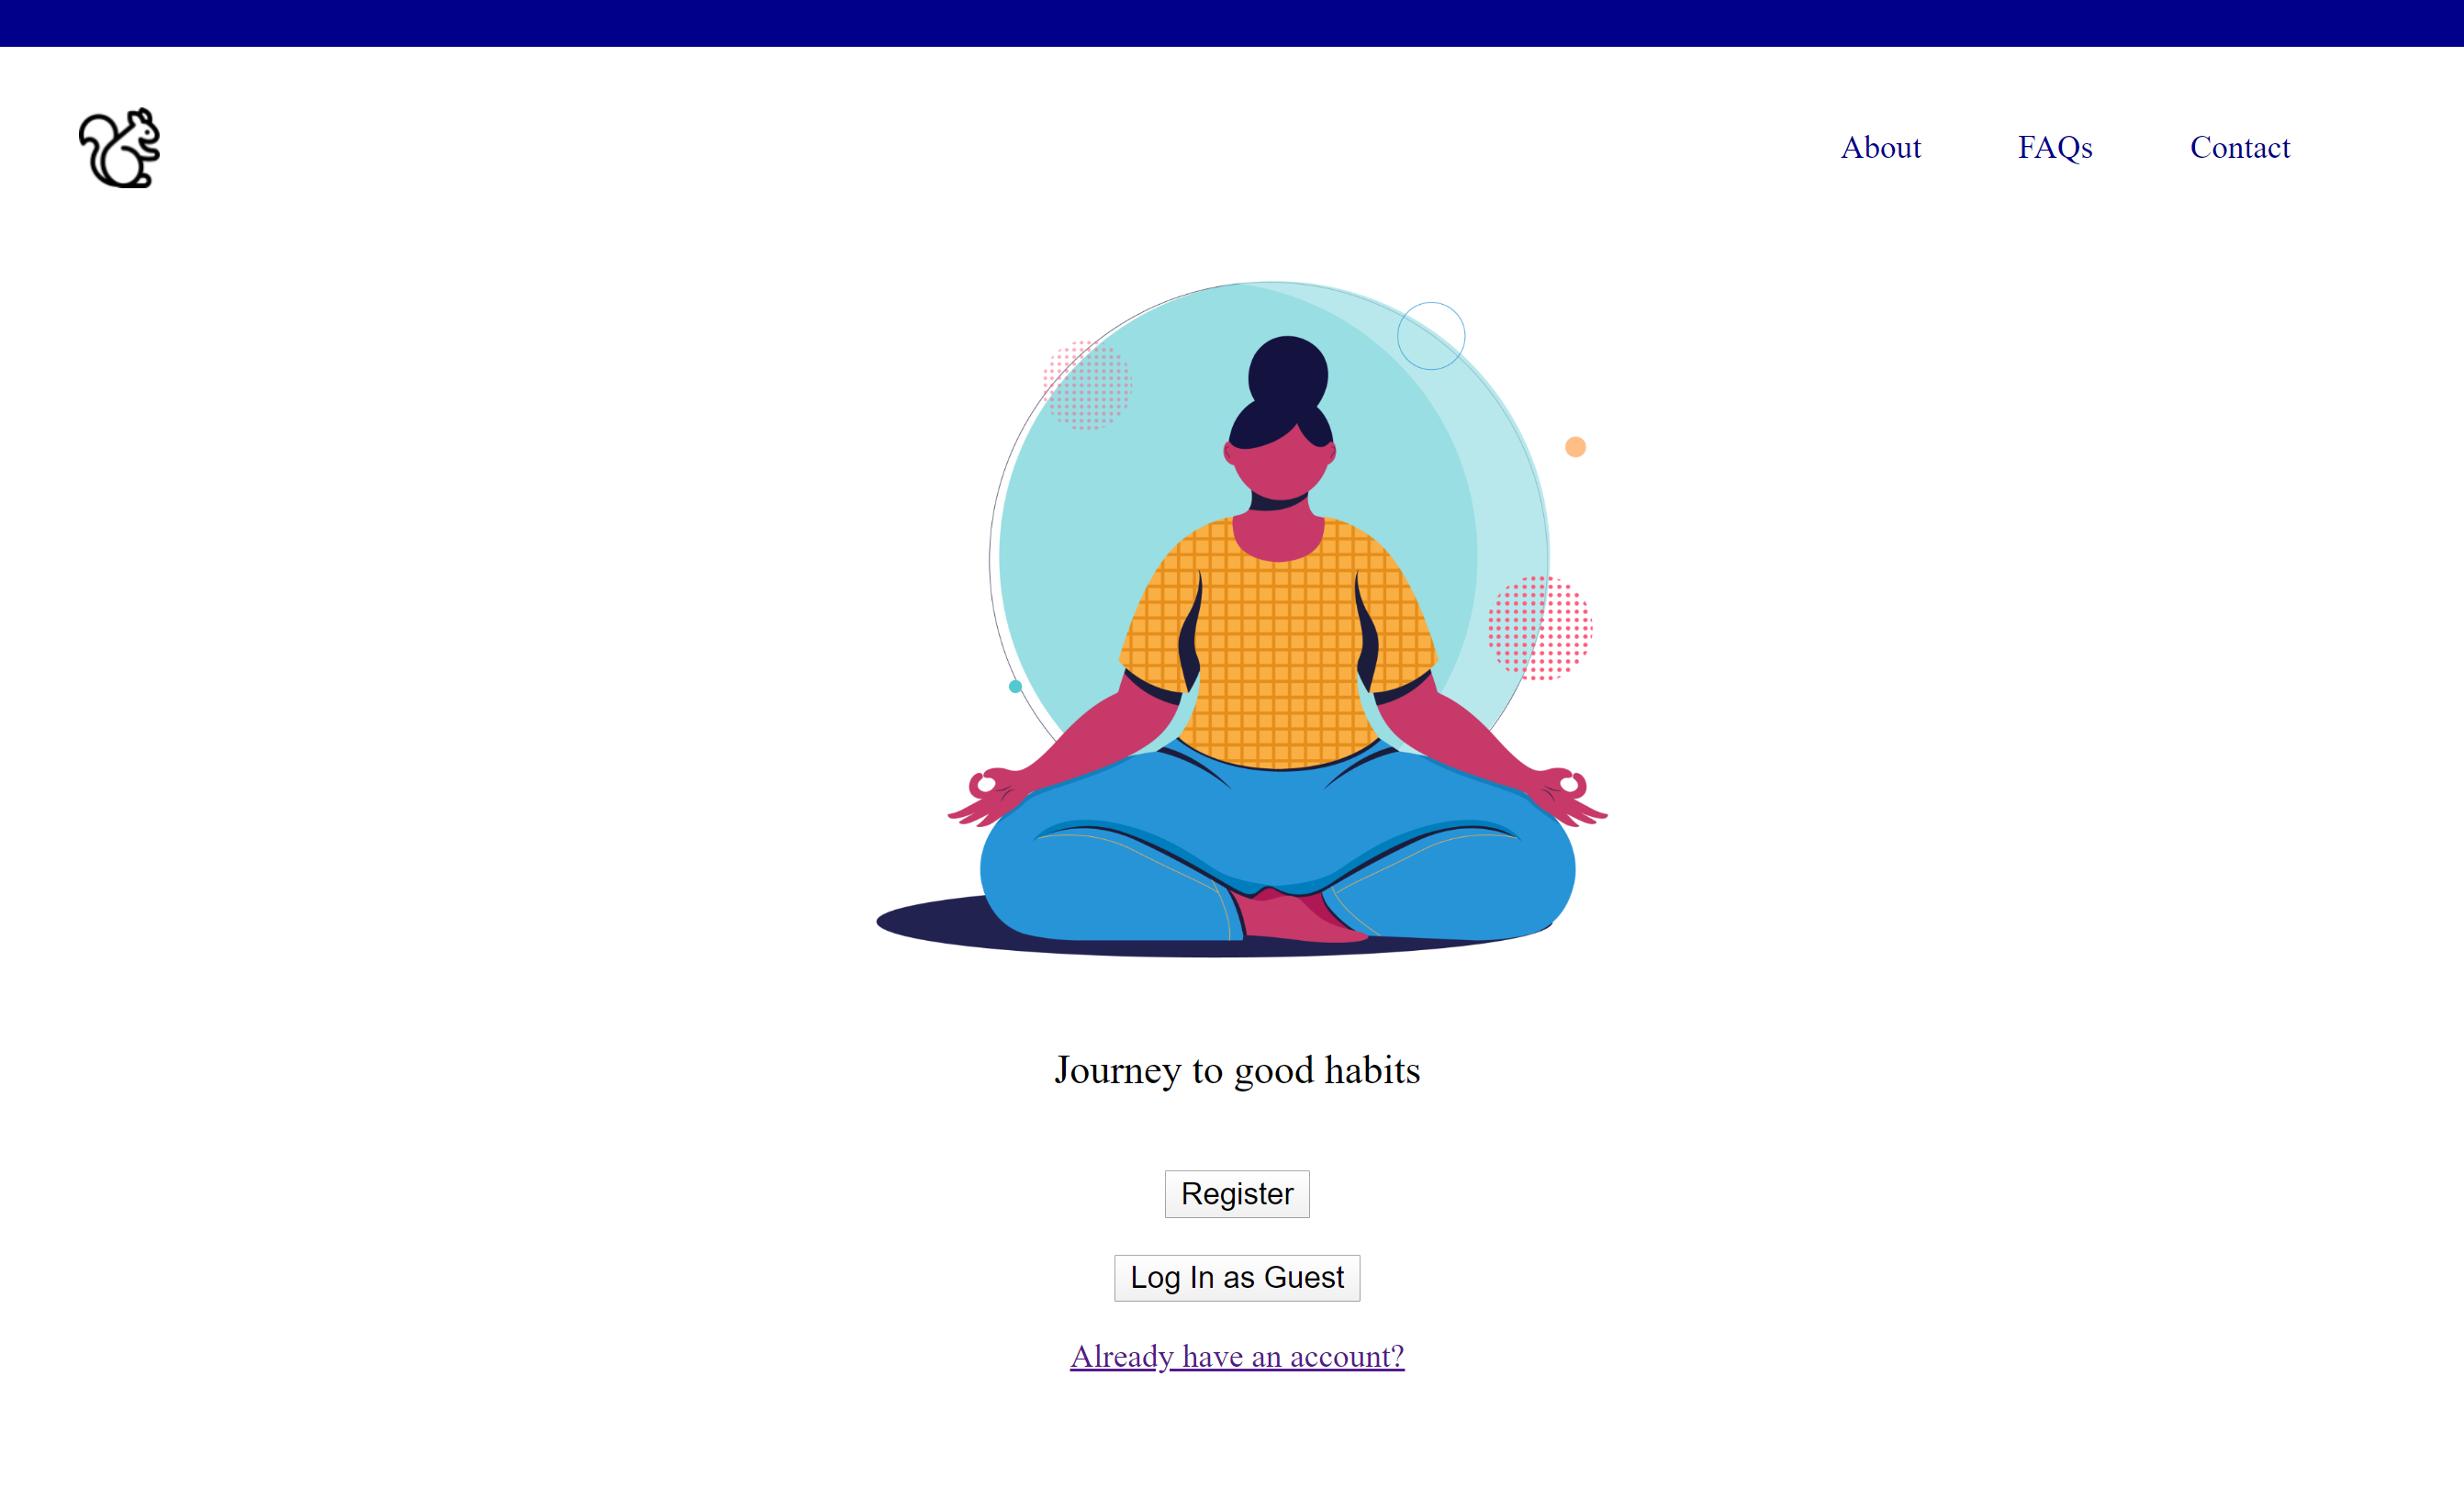 About
FAQs
Contact
Journey to good habits
Register
Log In as Guest
Already have an account?